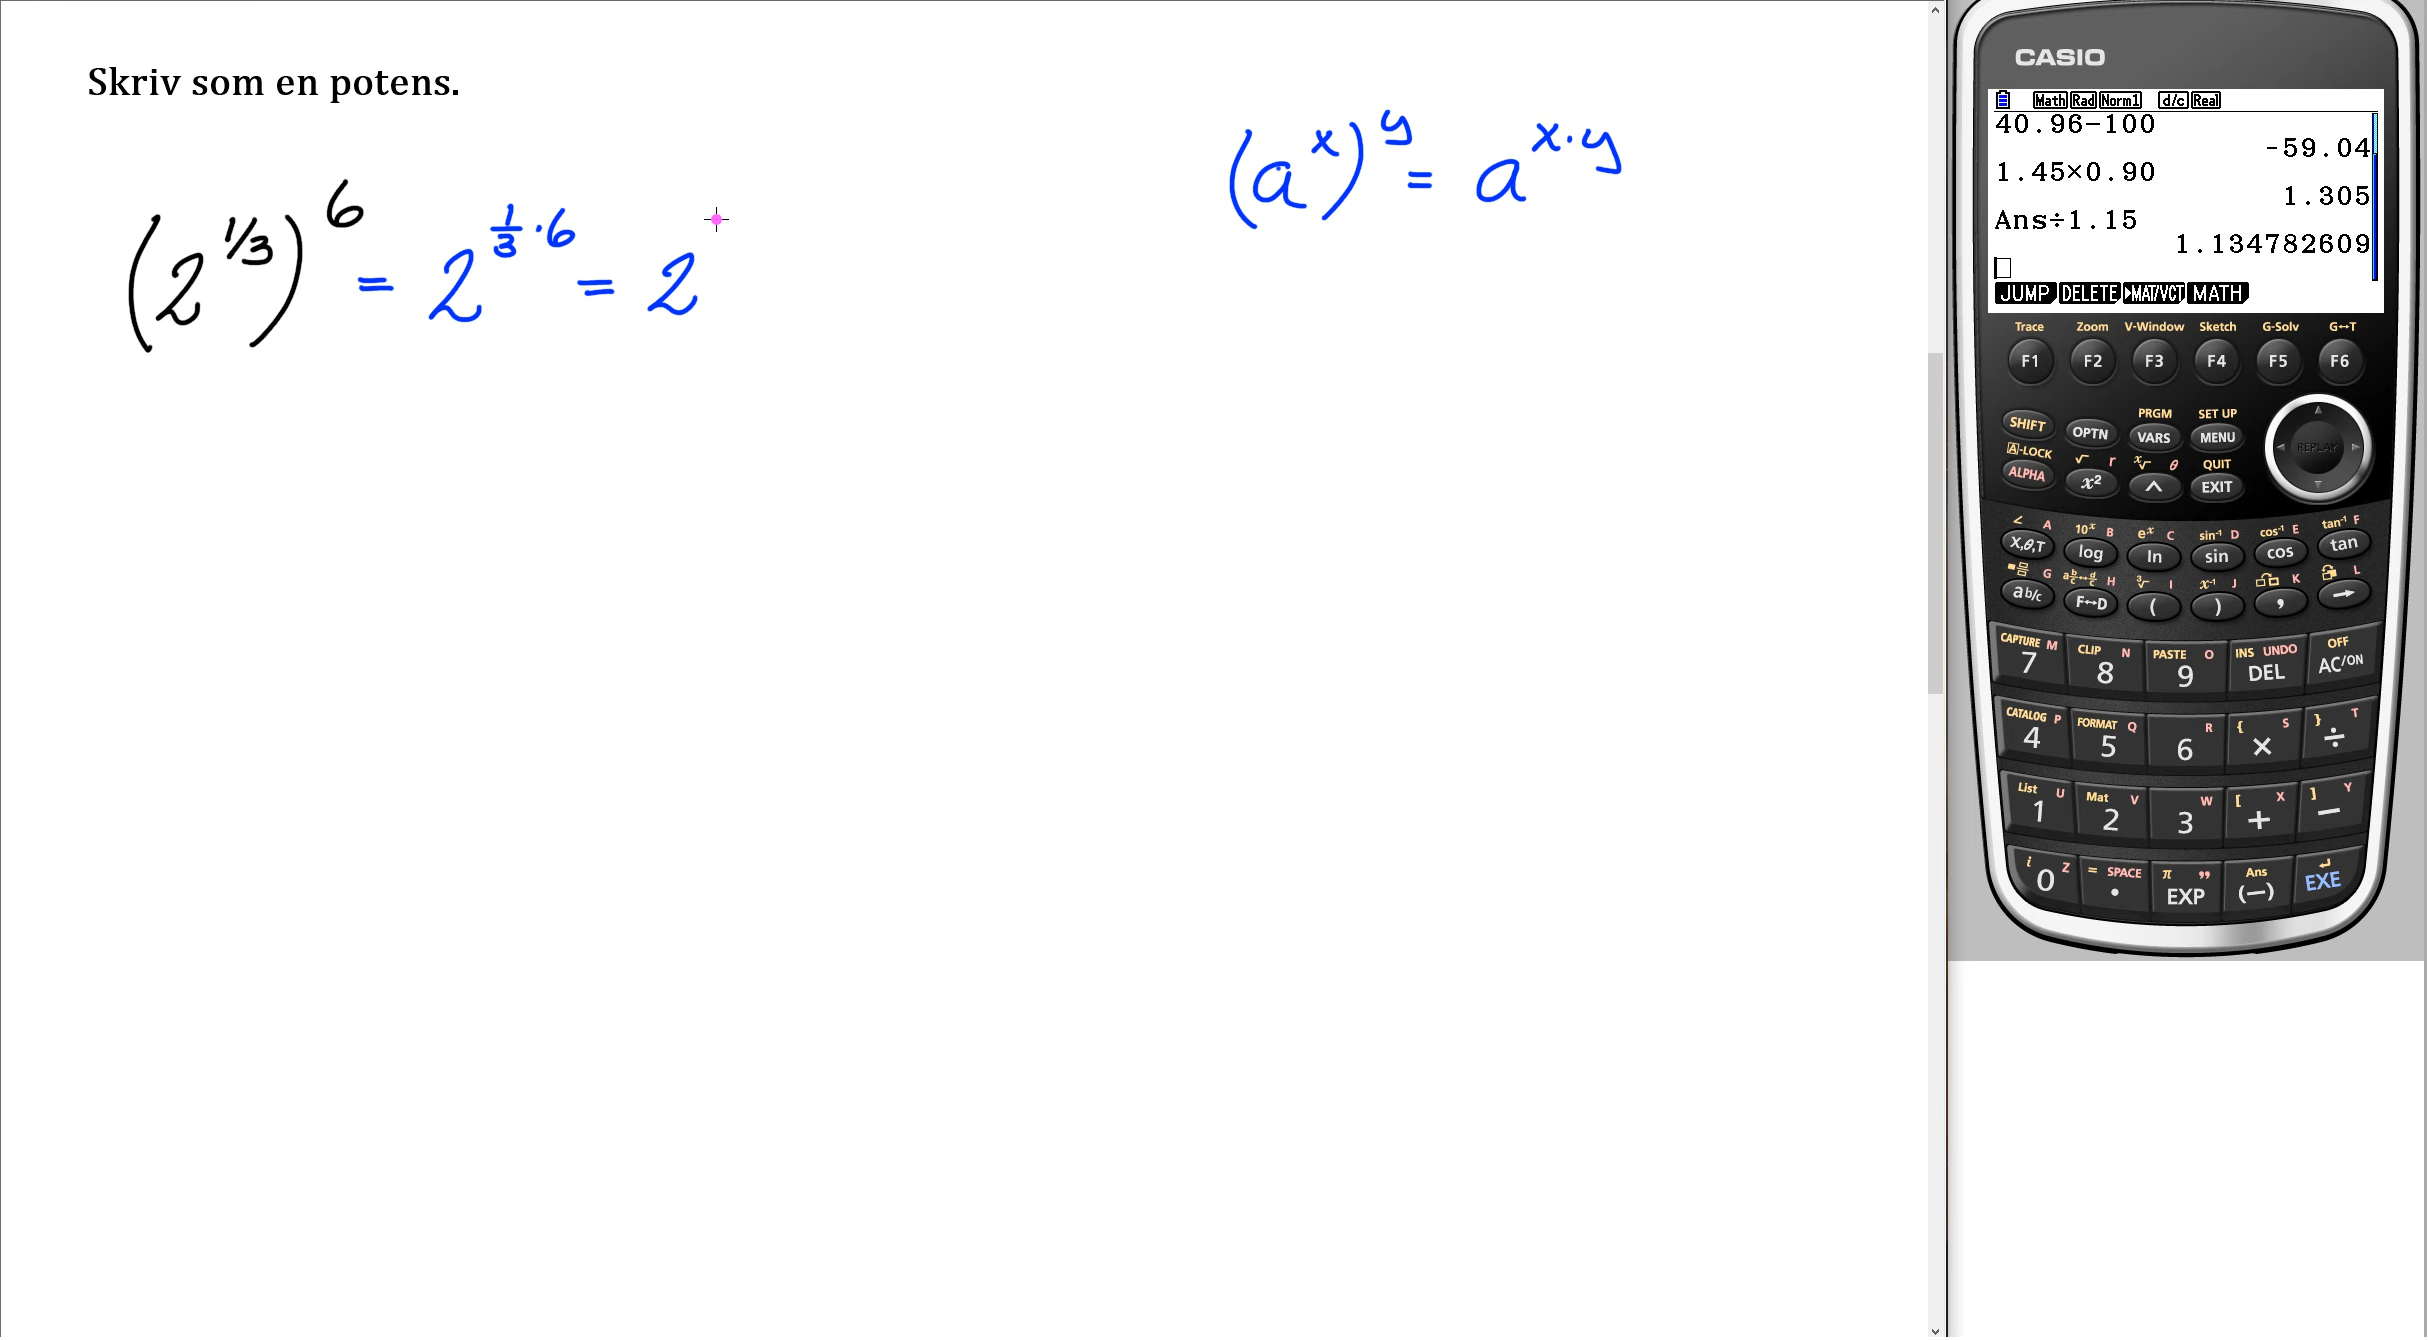 Skriv som en potens.
(2^{1/3})^6 = 2^{\frac{1}{3} · 6} = 2
(a^x)^y = a^{x·y}
CASIO
Math Rad Norm1 d/c Real
40.96-100
-59.04
1.45×0.90
1.305
Ans÷1.15
1.134782609
JUMP DELETE ▶MAT/VCT MATH
Trace Zoom V-Window Sketch G-Solv G↔T
F1 F2 F3 F4 F5 F6
PRGM SET UP
SHIFT OPTN VARS MENU REPLAY
A-LOCK √ r ˣ√ θ QUIT
ALPHA x² ^ EXIT
∠ A 10ˣ B eˣ C sin⁻¹ D cos⁻¹ E tan⁻¹ F
X,θ,T log ln sin cos tan
G a b/c↔d/c H ³√ I x⁻¹ J K L
a b/c F↔D ( ) , →
CAPTURE M CLIP N PASTE O INS UNDO OFF
7 8 9 DEL AC/ON
CATALOG P FORMAT Q R { S } T
4 5 6 × ÷
List U Mat V W [ X ] Y
1 2 3 + −
i Z = SPACE π " Ans ↵
0 . EXP (−) EXE